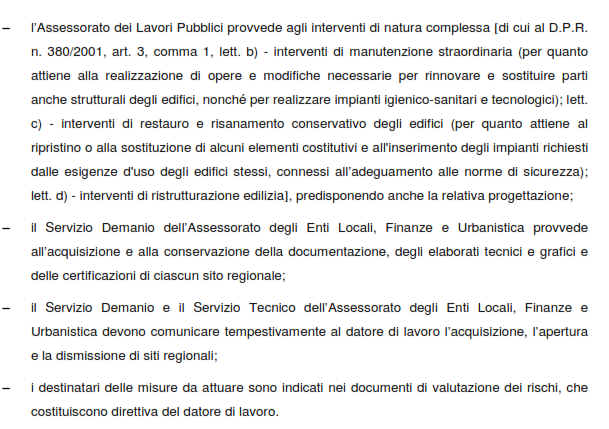 – l'Assessorato dei Lavori Pubblici provvede agli interventi di natura complessa [di cui al D.P.R.
n. 380/2001, art. 3, comma 1, lett. b) - interventi di manutenzione straordinaria (per quanto
attiene alla realizzazione di opere e modifiche necessarie per rinnovare e sostituire parti
anche strutturali degli edifici, nonché per realizzare impianti igienico-sanitari e tecnologici); lett.
c) - interventi di restauro e risanamento conservativo degli edifici (per quanto attiene al
ripristino o alla sostituzione di alcuni elementi costitutivi e all'inserimento degli impianti richiesti
dalle esigenze d'uso degli edifici stessi, connessi all'adeguamento alle norme di sicurezza);
lett. d) - interventi di ristrutturazione edilizia], predisponendo anche la relativa progettazione;
– il Servizio Demanio dell'Assessorato degli Enti Locali, Finanze e Urbanistica provvede
all'acquisizione e alla conservazione della documentazione, degli elaborati tecnici e grafici e
delle certificazioni di ciascun sito regionale;
– il Servizio Demanio e il Servizio Tecnico dell'Assessorato degli Enti Locali, Finanze e
Urbanistica devono comunicare tempestivamente al datore di lavoro l'acquisizione, l'apertura
e la dismissione di siti regionali;
– i destinatari delle misure da attuare sono indicati nei documenti di valutazione dei rischi, che
costituiscono direttiva del datore di lavoro.